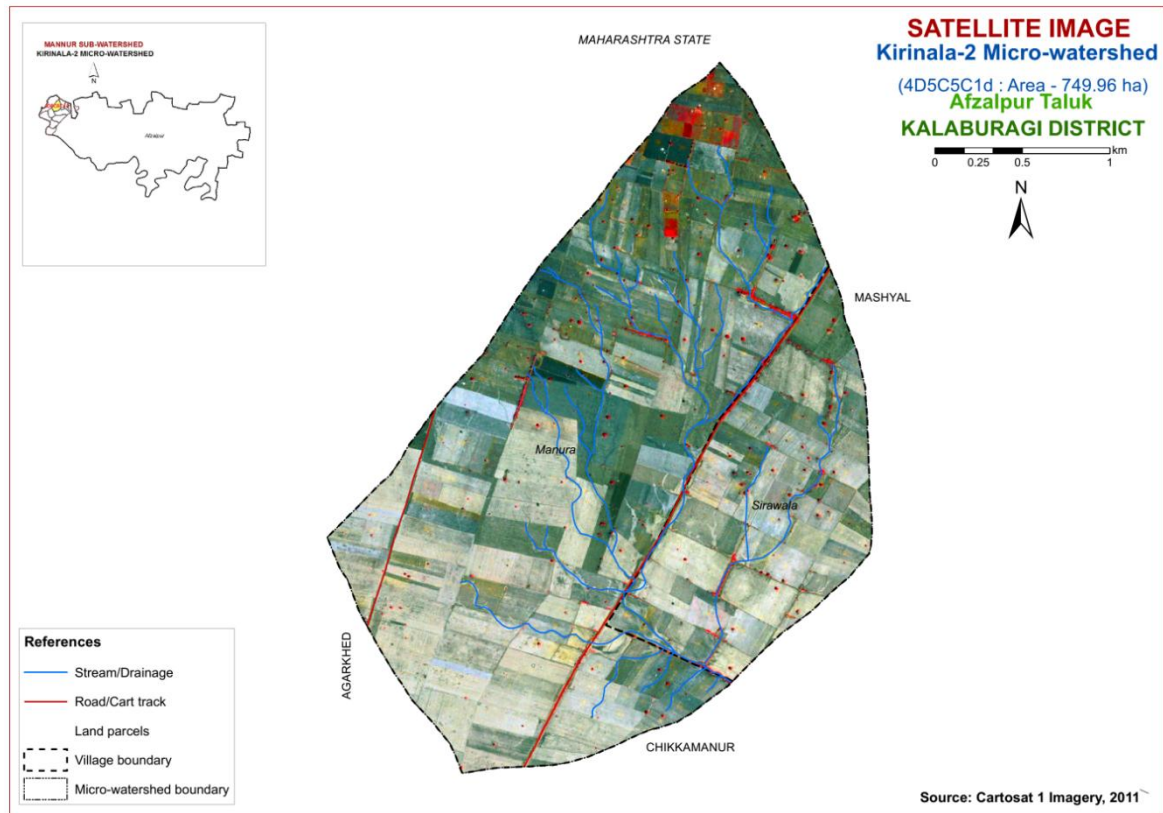 MANNUR SUB-WATERSHED
KIRINALA-2 MICRO-WATERSHED
N
Afzalpur
MAHARASHTRA STATE
SATELLITE IMAGE
Kirinala-2 Micro-watershed
(4D5C5C1d : Area - 749.96 ha)
Afzalpur Taluk
KALABURAGI DISTRICT
km
0 0.25 0.5 1
N
MASHYAL
Manura
Sirawala
AGARKHED
CHIKKAMANUR
References
Stream/Drainage
Road/Cart track
Land parcels
Village boundary
Micro-watershed boundary
Source: Cartosat 1 Imagery, 2011